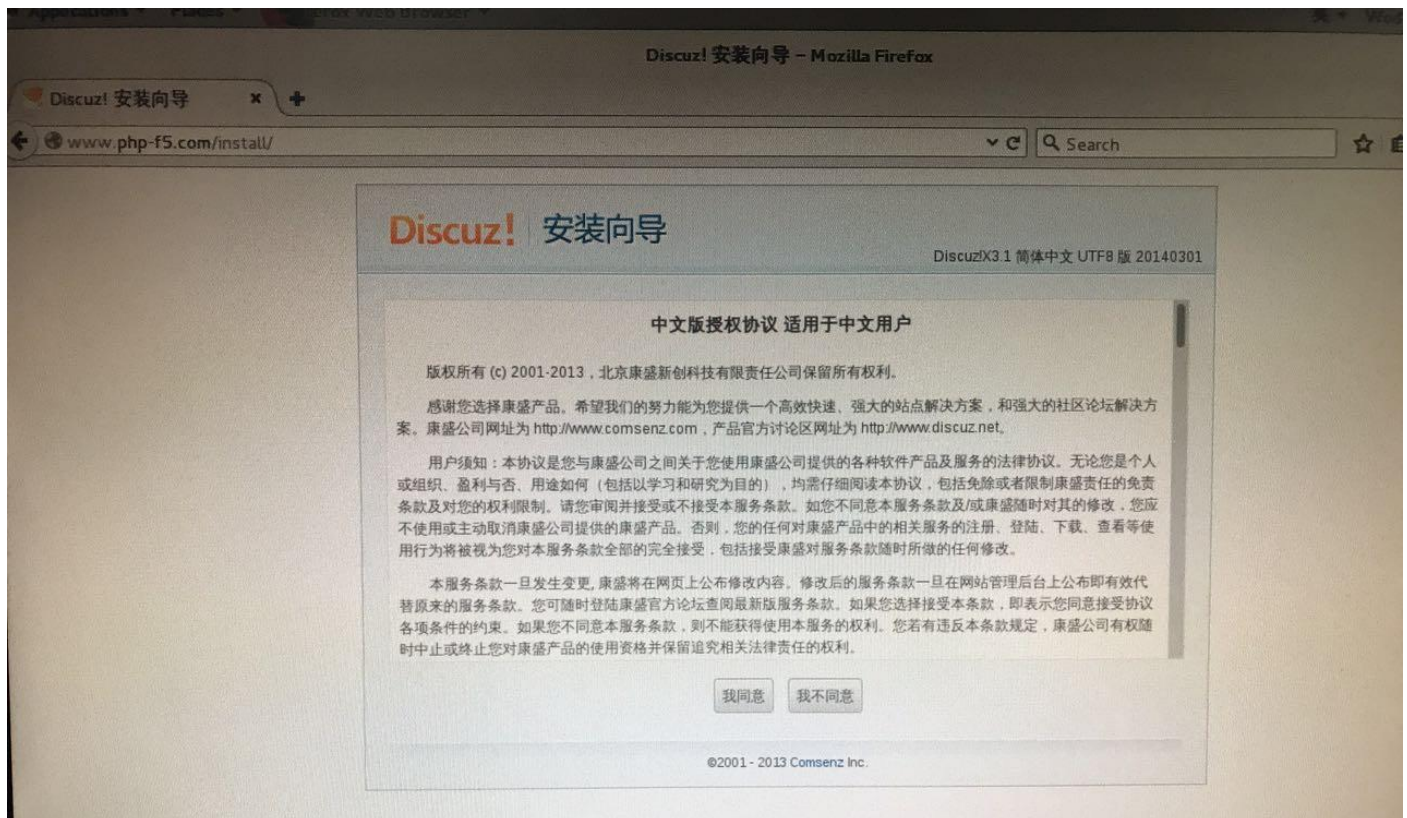 Applications Places Firefox Web Browser
Discuz! 安装向导 – Mozilla Firefox
Discuz! 安装向导
www.php-f5.com/install/
Search
Discuz! 安装向导
Discuz!X3.1 简体中文 UTF8 版 20140301
中文版授权协议 适用于中文用户
版权所有 (c) 2001-2013，北京康盛新创科技有限责任公司保留所有权利。
感谢您选择康盛产品。希望我们的努力能为您提供一个高效快速、强大的站点解决方案，和强大的社区论坛解决方
案。康盛公司网址为 http://www.comsenz.com，产品官方讨论区网址为 http://www.discuz.net。
用户须知：本协议是您与康盛公司之间关于您使用康盛公司提供的各种软件产品及服务的法律协议。无论您是个人
或组织、盈利与否、用途如何（包括以学习和研究为目的），均需仔细阅读本协议，包括免除或者限制康盛责任的免责
条款及对您的权利限制。请您审阅并接受或不接受本服务条款。如您不同意本服务条款及/或康盛随时对其的修改，您应
不使用或主动取消康盛公司提供的康盛产品。否则，您的任何对康盛产品中的相关服务的注册、登陆、下载、查看等使
用行为将被视为您对本服务条款全部的完全接受，包括接受康盛对服务条款随时所做的任何修改。
本服务条款一旦发生变更, 康盛将在网页上公布修改内容。修改后的服务条款一旦在网站管理后台上公布即有效代
替原来的服务条款。您可随时登陆康盛官方论坛查阅最新版服务条款。如果您选择接受本条款，即表示您同意接受协议
各项条件的约束。如果您不同意本服务条款，则不能获得使用本服务的权利。您若有违反本条款规定，康盛公司有权随
时中止或终止您对康盛产品的使用资格并保留追究相关法律责任的权利。
我同意 我不同意
©2001 - 2013 Comsenz Inc.